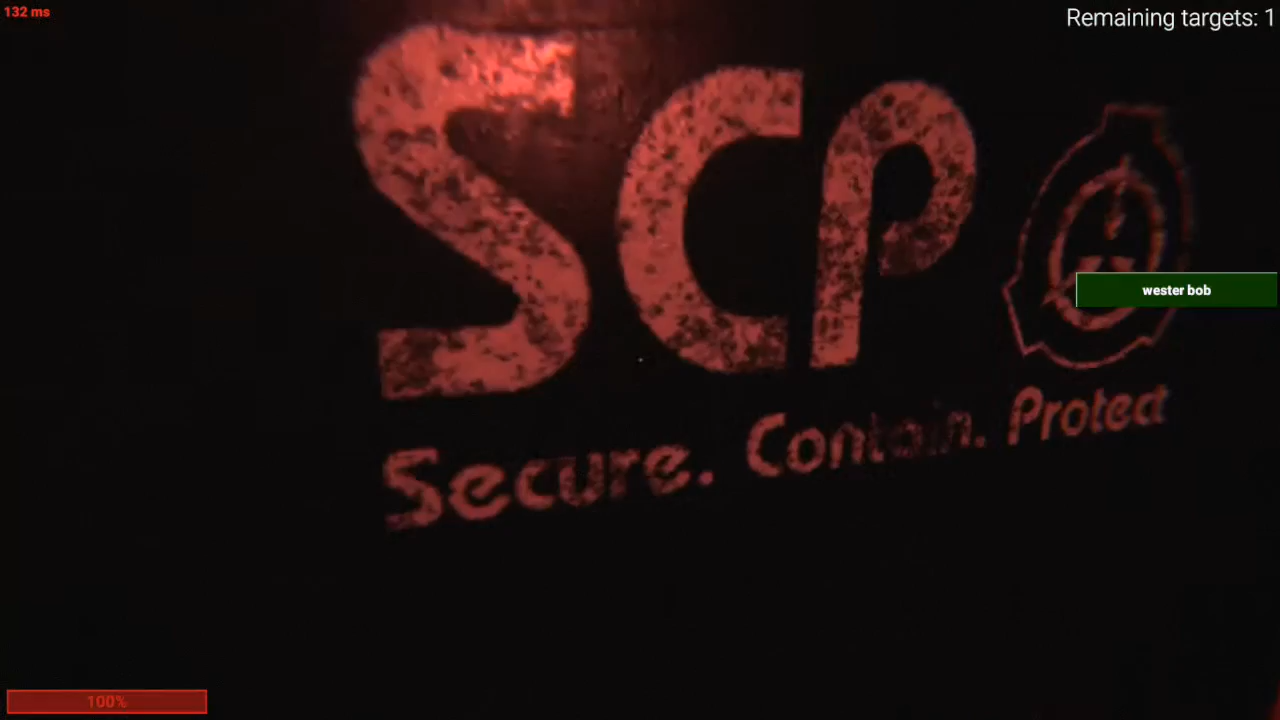 132 ms
Remaining targets: 1
SCP
wester bob
Secure. Contain. Protect
100%